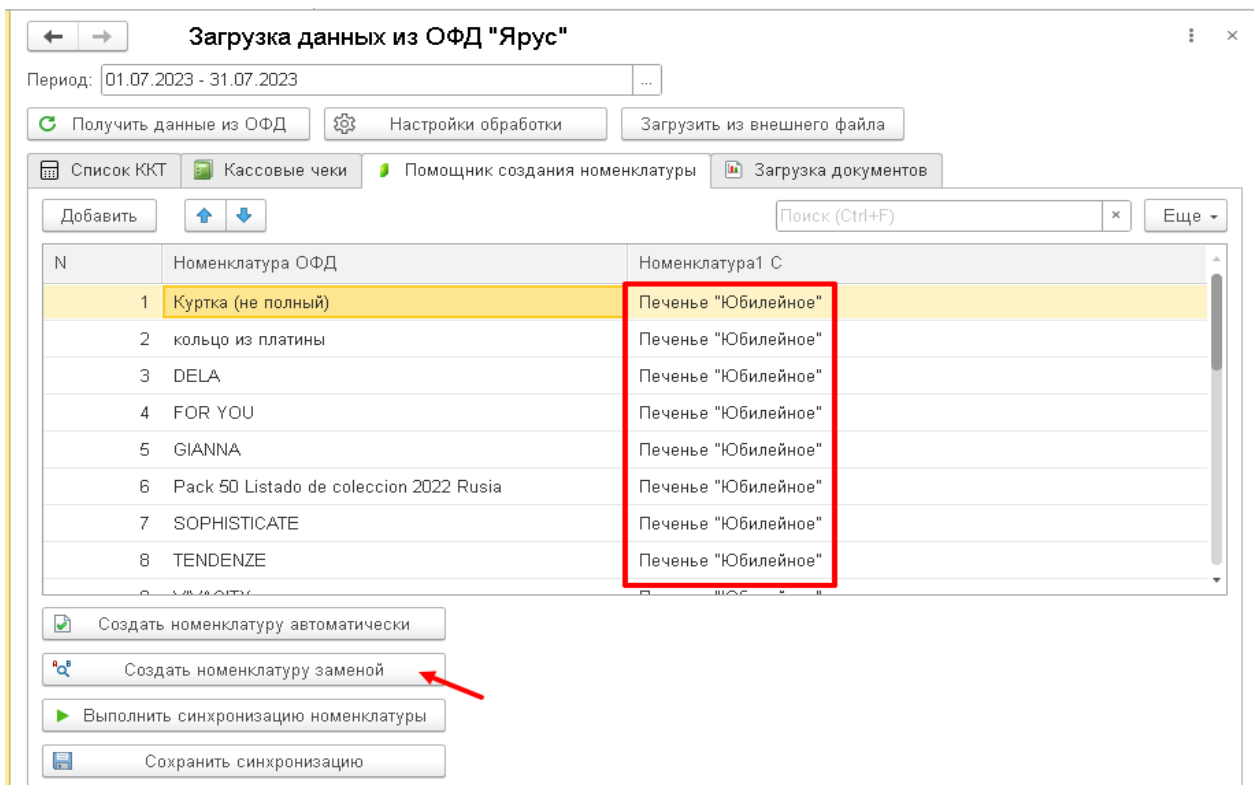 Загрузка данных из ОФД "Ярус"
Период: 01.07.2023 - 31.07.2023 ...
Получить данные из ОФД Настройки обработки Загрузить из внешнего файла
Список ККТ Кассовые чеки Помощник создания номенклатуры Загрузка документов
Добавить Поиск (Ctrl+F) × Еще
N Номенклатура ОФД Номенклатура1 С
1 Куртка (не полный) Печенье "Юбилейное"
2 кольцо из платины Печенье "Юбилейное"
3 DELA Печенье "Юбилейное"
4 FOR YOU Печенье "Юбилейное"
5 GIANNA Печенье "Юбилейное"
6 Pack 50 Listado de coleccion 2022 Rusia Печенье "Юбилейное"
7 SOPHISTICATE Печенье "Юбилейное"
8 TENDENZE Печенье "Юбилейное"
Создать номенклатуру автоматически
Создать номенклатуру заменой
Выполнить синхронизацию номенклатуры
Сохранить синхронизацию